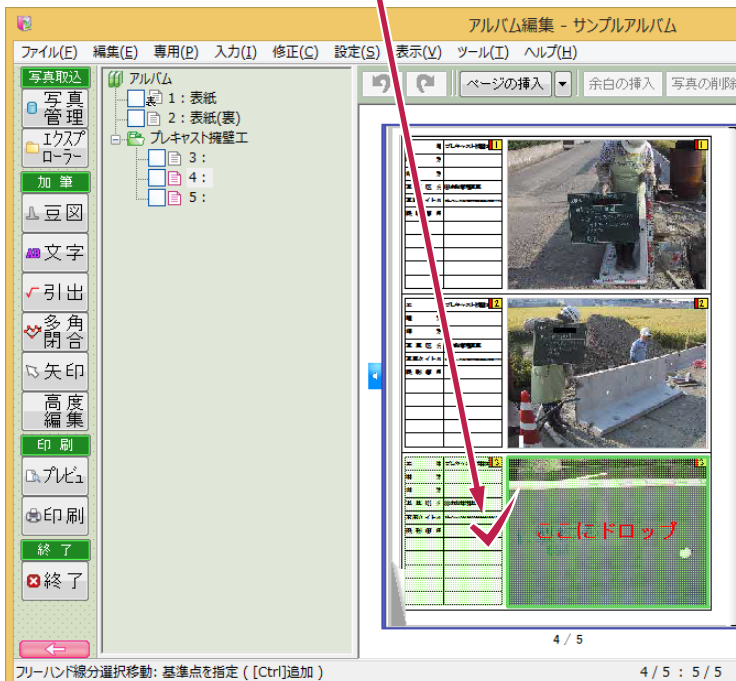 アルバム編集 - サンプルアルバム
ファイル(F) 編集(E) 専用(P) 入力(I) 修正(C) 設定(S) 表示(V) ツール(T) ヘルプ(H)
写真取込
写真
管理
エクスプ
ローラー
加 筆
豆図
文字
引出
多角
閉合
矢印
高度
編集
印 刷
プレビュ
印刷
終 了
終了
アルバム
裏 1 : 表紙
2 : 表紙(裏)
プレキャスト擁壁工
3 :
4 :
5 :
ページの挿入 余白の挿入 写真の削除
1 1
2 2
3 3
ここにドロップ
4 / 5
フリーハンド線分選択移動: 基準点を指定 ( [Ctrl]追加 )
4 / 5 : 5 / 5